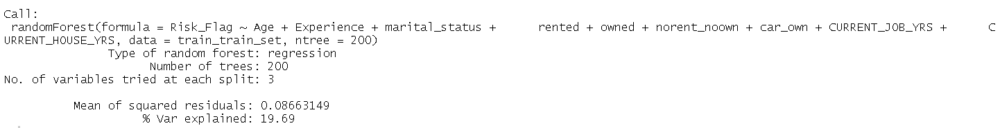 Call:
 randomForest(formula = Risk_Flag ~ Age + Experience + marital_status +      rented + owned + norent_noown + car_own + CURRENT_JOB_YRS +      C
URRENT_HOUSE_YRS, data = train_train_set, ntree = 200)
               Type of random forest: regression
                     Number of trees: 200
No. of variables tried at each split: 3

          Mean of squared residuals: 0.08663149
                    % Var explained: 19.69